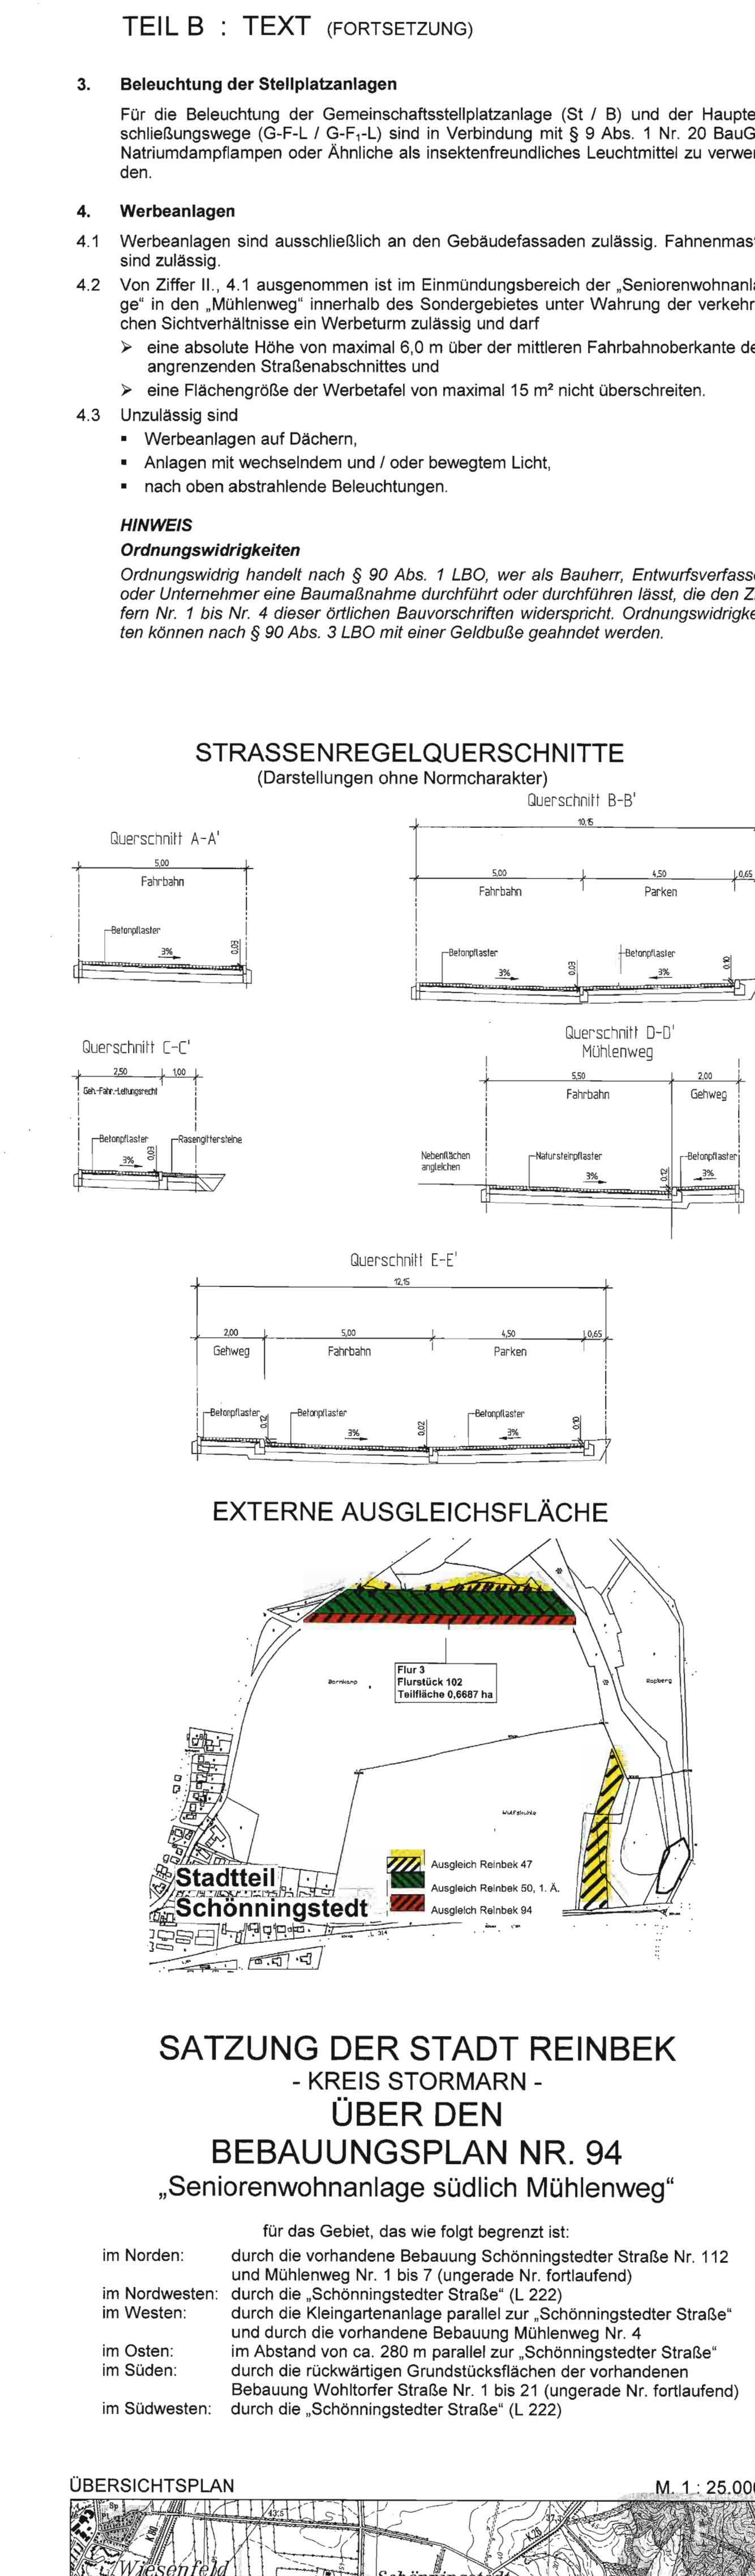 TEIL B : TEXT (FORTSETZUNG)
3. Beleuchtung der Stellplatzanlagen
Für die Beleuchtung der Gemeinschaftsstellplatzanlage (St / B) und der Haupte
schließungswege (G-F-L / G-F₁-L) sind in Verbindung mit § 9 Abs. 1 Nr. 20 BauG
Natriumdampflampen oder Ähnliche als insektenfreundliches Leuchtmittel zu verwe
den.
4. Werbeanlagen
4.1 Werbeanlagen sind ausschließlich an den Gebäudefassaden zulässig. Fahnenmas
sind zulässig.
4.2 Von Ziffer II., 4.1 ausgenommen ist im Einmündungsbereich der „Seniorenwohnanla
ge“ in den „Mühlenweg“ innerhalb des Sondergebietes unter Wahrung der verkehr
chen Sichtverhältnisse ein Werbeturm zulässig und darf
➢ eine absolute Höhe von maximal 6,0 m über der mittleren Fahrbahnoberkante de
angrenzenden Straßenabschnittes und
➢ eine Flächengröße der Werbetafel von maximal 15 m² nicht überschreiten.
4.3 Unzulässig sind
▪ Werbeanlagen auf Dächern,
▪ Anlagen mit wechselndem und / oder bewegtem Licht,
▪ nach oben abstrahlende Beleuchtungen.
HINWEIS
Ordnungswidrigkeiten
Ordnungswidrig handelt nach § 90 Abs. 1 LBO, wer als Bauherr, Entwurfsverfass
oder Unternehmer eine Baumaßnahme durchführt oder durchführen lässt, die den Z
fern Nr. 1 bis Nr. 4 dieser örtlichen Bauvorschriften widerspricht. Ordnungswidrigke
ten können nach § 90 Abs. 3 LBO mit einer Geldbuße geahndet werden.
STRASSENREGELQUERSCHNITTE
(Darstellungen ohne Normcharakter)
Querschnitt A-A'
5,00
Fahrbahn
Betonpflaster
3%
0,03
Querschnitt B-B'
10,15
5,00 4,50 0,65
Fahrbahn Parken
Betonpflaster Betonpflaster
3% 0,03 3% 0,10
Querschnitt C-C'
2,50 1,00
Geh.-Fahr.-Leitungsrecht
Betonpflaster Rasengittersteine
3% 0,03
Querschnitt D-D'
Mühlenweg
5,50 2,00
Fahrbahn Gehweg
Nebenflächen
angleichen
Natursteinpflaster Betonpflaster
3% 0,12 3%
Querschnitt E-E'
12,15
2,00 5,00 4,50 0,65
Gehweg Fahrbahn Parken
Betonpflaster Betonpflaster Betonpflaster
0,12 3% 0,02 3% 0,10
EXTERNE AUSGLEICHSFLÄCHE
Flur 3
Flurstück 102
Teilfläche 0,6687 ha
Bornkamp
Rapberg
Wulfskuhle
Ausgleich Reinbek 47
Ausgleich Reinbek 50, 1. Ä.
Ausgleich Reinbek 94
Stadtteil
Schönningstedt
L 314
SATZUNG DER STADT REINBEK
- KREIS STORMARN -
ÜBER DEN
BEBAUUNGSPLAN NR. 94
„Seniorenwohnanlage südlich Mühlenweg“
für das Gebiet, das wie folgt begrenzt ist:
im Norden: durch die vorhandene Bebauung Schönningstedter Straße Nr. 112
und Mühlenweg Nr. 1 bis 7 (ungerade Nr. fortlaufend)
im Nordwesten: durch die „Schönningstedter Straße“ (L 222)
im Westen: durch die Kleingartenanlage parallel zur „Schönningstedter Straße“
und durch die vorhandene Bebauung Mühlenweg Nr. 4
im Osten: im Abstand von ca. 280 m parallel zur „Schönningstedter Straße“
im Süden: durch die rückwärtigen Grundstücksflächen der vorhandenen
Bebauung Wohltorfer Straße Nr. 1 bis 21 (ungerade Nr. fortlaufend)
im Südwesten: durch die „Schönningstedter Straße“ (L 222)
ÜBERSICHTSPLAN M. 1 : 25.000
43.5
K80
K26
Wiesenfeld